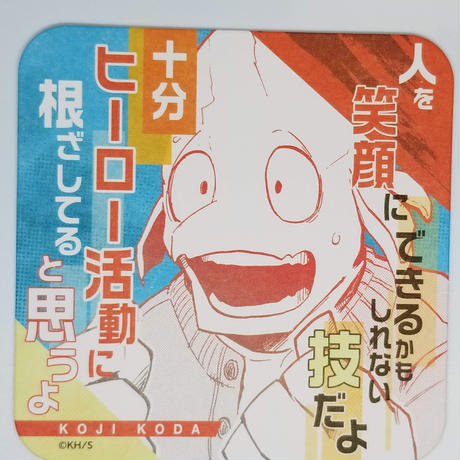 人を
笑顔
にできるかも
しれない
技だよ
十分
ヒーロー活動に
根ざしてる
と思うよ
KOJI KODA
©KH/S